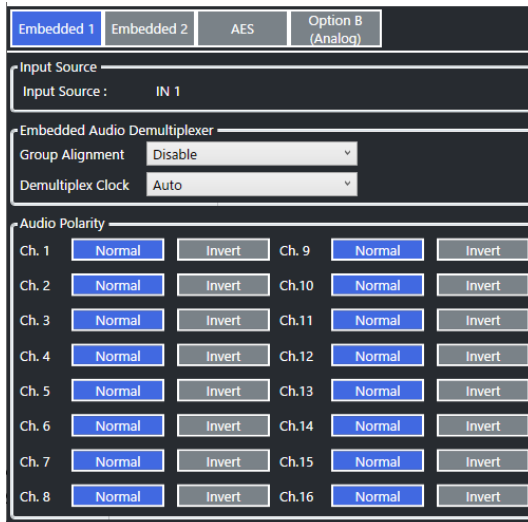 Embedded 1 Embedded 2 AES Option B
(Analog)
Input Source
Input Source : IN 1
Embedded Audio Demultiplexer
Group Alignment Disable
Demultiplex Clock Auto
Audio Polarity
Ch. 1 Normal Invert Ch. 9 Normal Invert
Ch. 2 Normal Invert Ch.10 Normal Invert
Ch. 3 Normal Invert Ch.11 Normal Invert
Ch. 4 Normal Invert Ch.12 Normal Invert
Ch. 5 Normal Invert Ch.13 Normal Invert
Ch. 6 Normal Invert Ch.14 Normal Invert
Ch. 7 Normal Invert Ch.15 Normal Invert
Ch. 8 Normal Invert Ch.16 Normal Invert